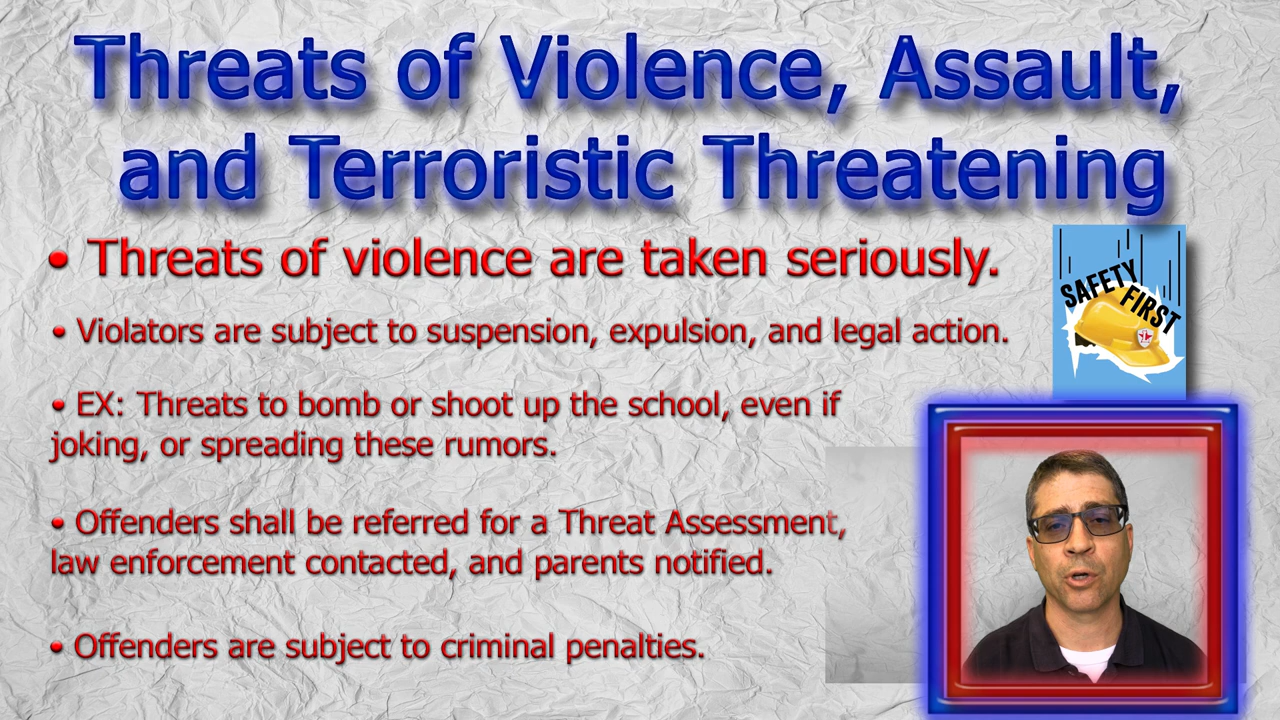 Threats of Violence, Assault,
and Terroristic Threatening
• Threats of violence are taken seriously.
• Violators are subject to suspension, expulsion, and legal action.
• EX: Threats to bomb or shoot up the school, even if
joking, or spreading these rumors.
• Offenders shall be referred for a Threat Assessment,
law enforcement contacted, and parents notified.
• Offenders are subject to criminal penalties.
SAFETY
FIRST